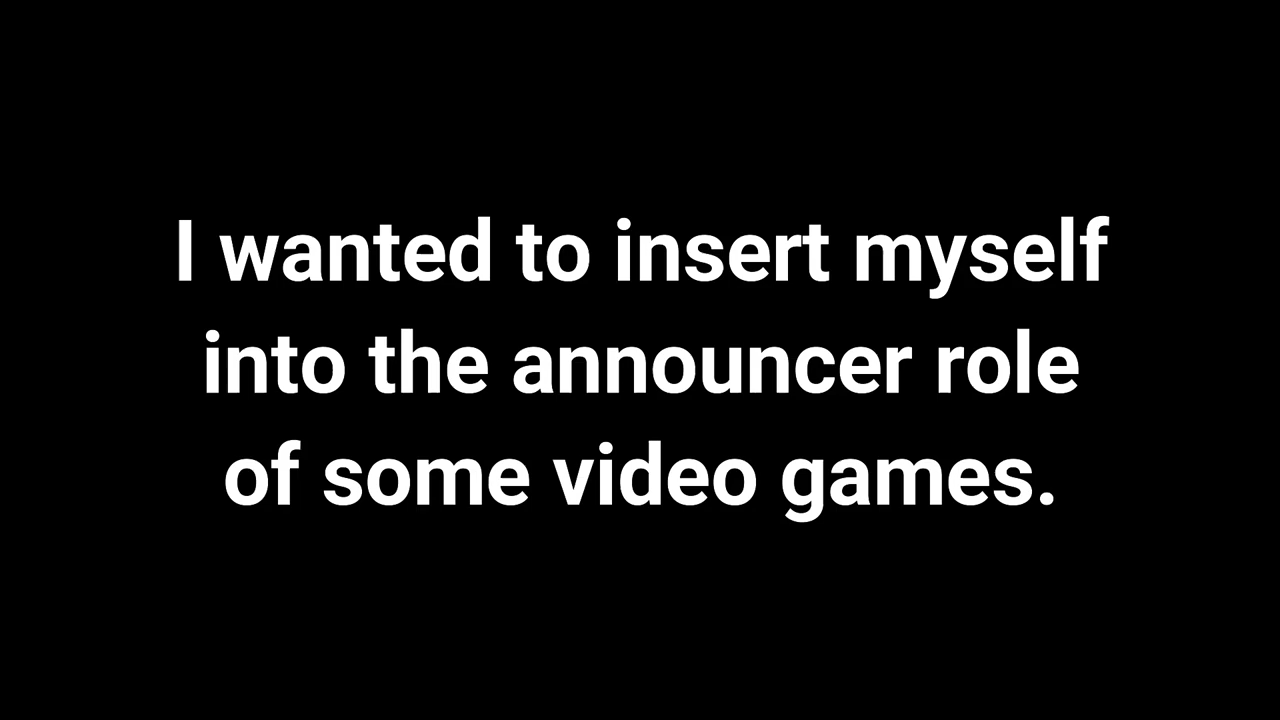 I wanted to insert myself
into the announcer role
of some video games.